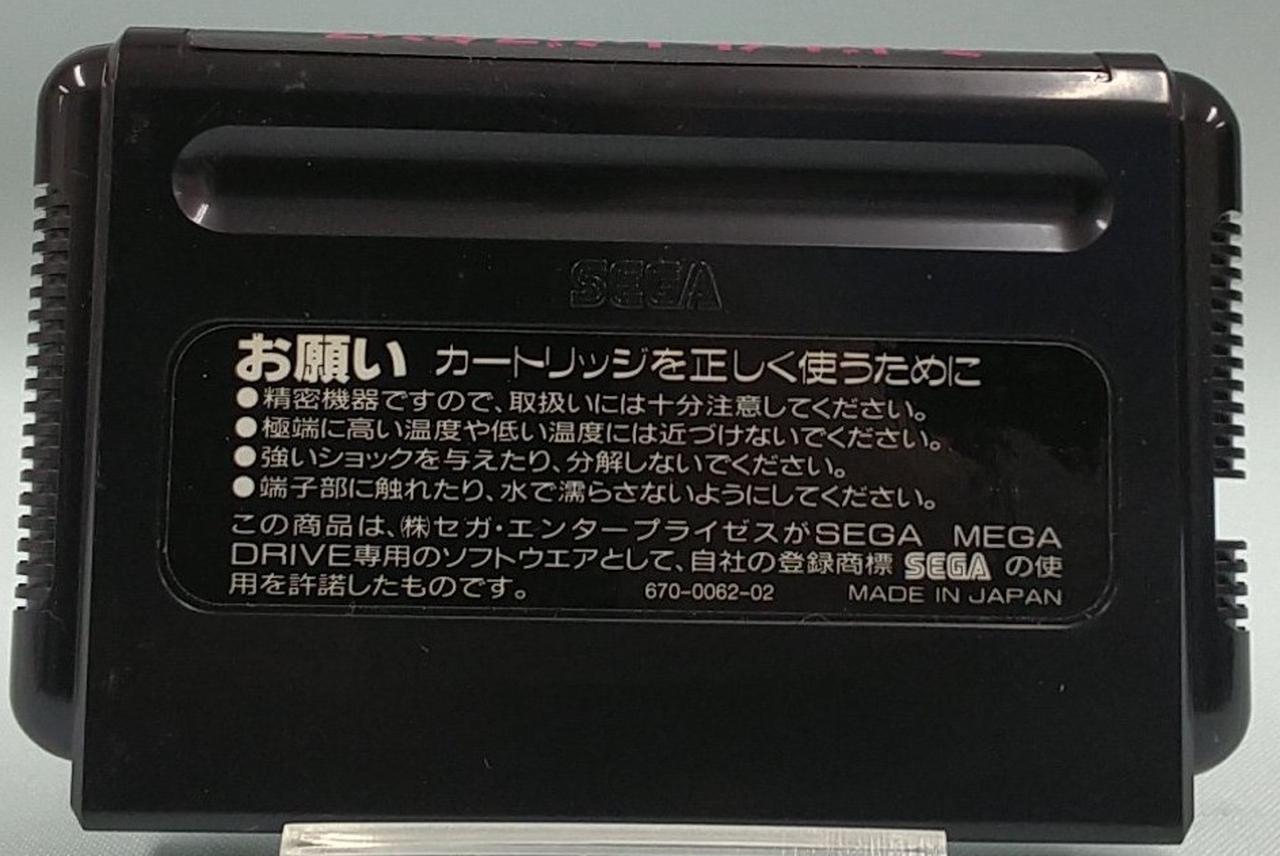 SEGA
お願い カートリッジを正しく使うために
●精密機器ですので、取扱いには十分注意してください。
●極端に高い温度や低い温度には近づけないでください。
●強いショックを与えたり、分解しないでください。
●端子部に触れたり、水で濡らさないようにしてください。
この商品は、㈱セガ・エンタープライゼスがSEGA MEGA
DRIVE専用のソフトウエアとして、自社の登録商標 SEGA の使
用を許諾したものです。 670-0062-02 MADE IN JAPAN